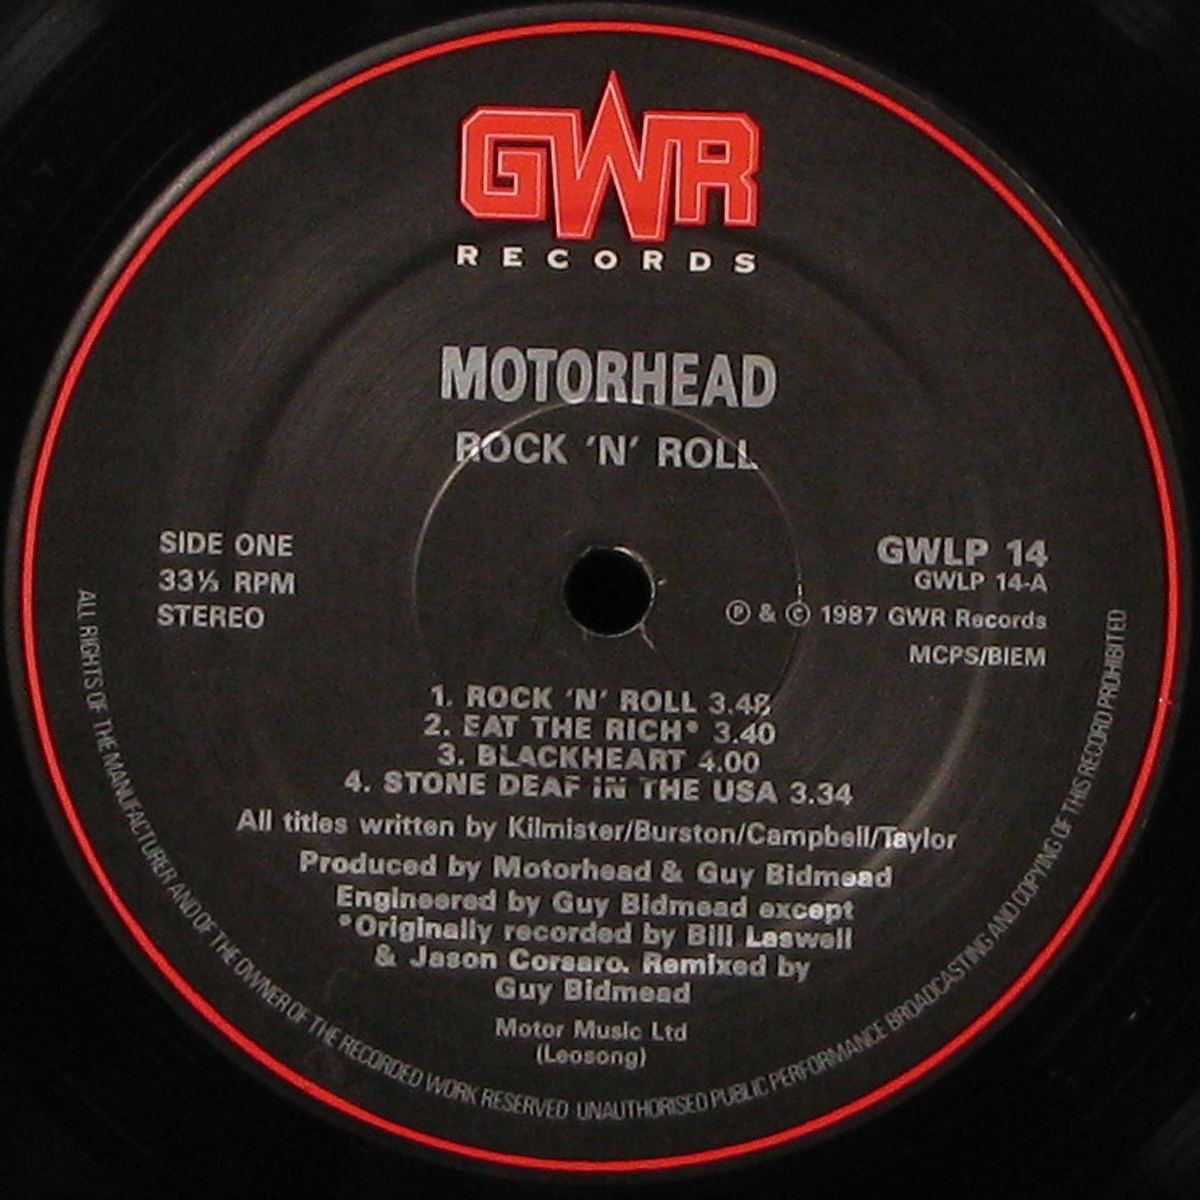 GWR
RECORDS
MOTORHEAD
ROCK 'N' ROLL
SIDE ONE
33⅓ RPM
STEREO
GWLP 14
GWLP 14-A
℗ & © 1987 GWR Records
MCPS/BIEM
1. ROCK 'N' ROLL 3.48
2. EAT THE RICH* 3.40
3. BLACKHEART 4.00
4. STONE DEAF IN THE USA 3.34
All titles written by Kilmister/Burston/Campbell/Taylor
Produced by Motorhead & Guy Bidmead
Engineered by Guy Bidmead except
*Originally recorded by Bill Laswell
& Jason Corsaro. Remixed by
Guy Bidmead
Motor Music Ltd
(Leosong)
ALL RIGHTS OF THE MANUFACTURER AND OF THE OWNER OF THE RECORDED WORK RESERVED UNAUTHORISED PUBLIC PERFORMANCE BROADCASTING AND COPYING OF THIS RECORD PROHIBITED